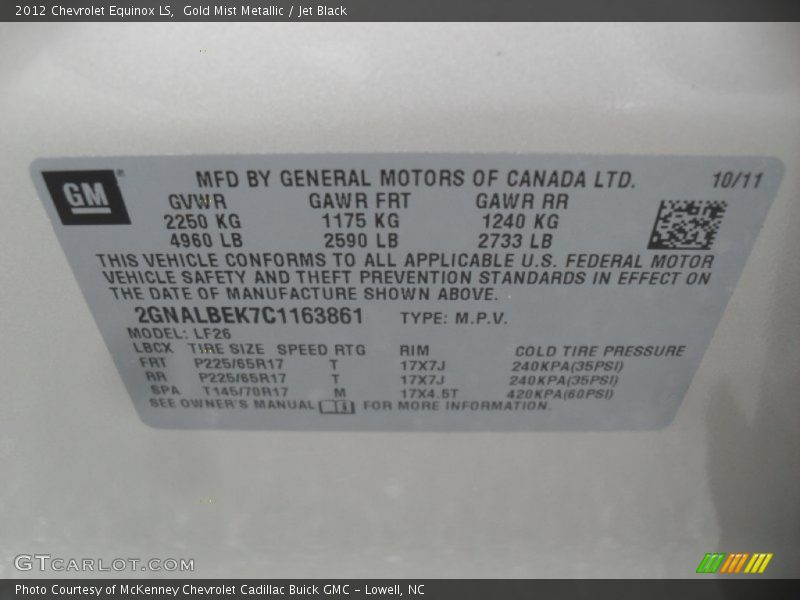 2012 Chevrolet Equinox LS, Gold Mist Metallic / Jet Black
GM
MFD BY GENERAL MOTORS OF CANADA LTD. 10/11
GVWR GAWR FRT GAWR RR
2250 KG 1175 KG 1240 KG
4960 LB 2590 LB 2733 LB
THIS VEHICLE CONFORMS TO ALL APPLICABLE U.S. FEDERAL MOTOR
VEHICLE SAFETY AND THEFT PREVENTION STANDARDS IN EFFECT ON
THE DATE OF MANUFACTURE SHOWN ABOVE.
2GNALBEK7C1163861 TYPE: M.P.V.
MODEL: LF26
LBCX TIRE SIZE SPEED RTG RIM COLD TIRE PRESSURE
FRT P225/65R17 T 17X7J 240KPA(35PSI)
RR P225/65R17 T 17X7J 240KPA(35PSI)
SPA T145/70R17 M 17X4.5T 420KPA(60PSI)
SEE OWNER'S MANUAL FOR MORE INFORMATION.
GTCARLOT.COM
Photo Courtesy of McKenney Chevrolet Cadillac Buick GMC – Lowell, NC